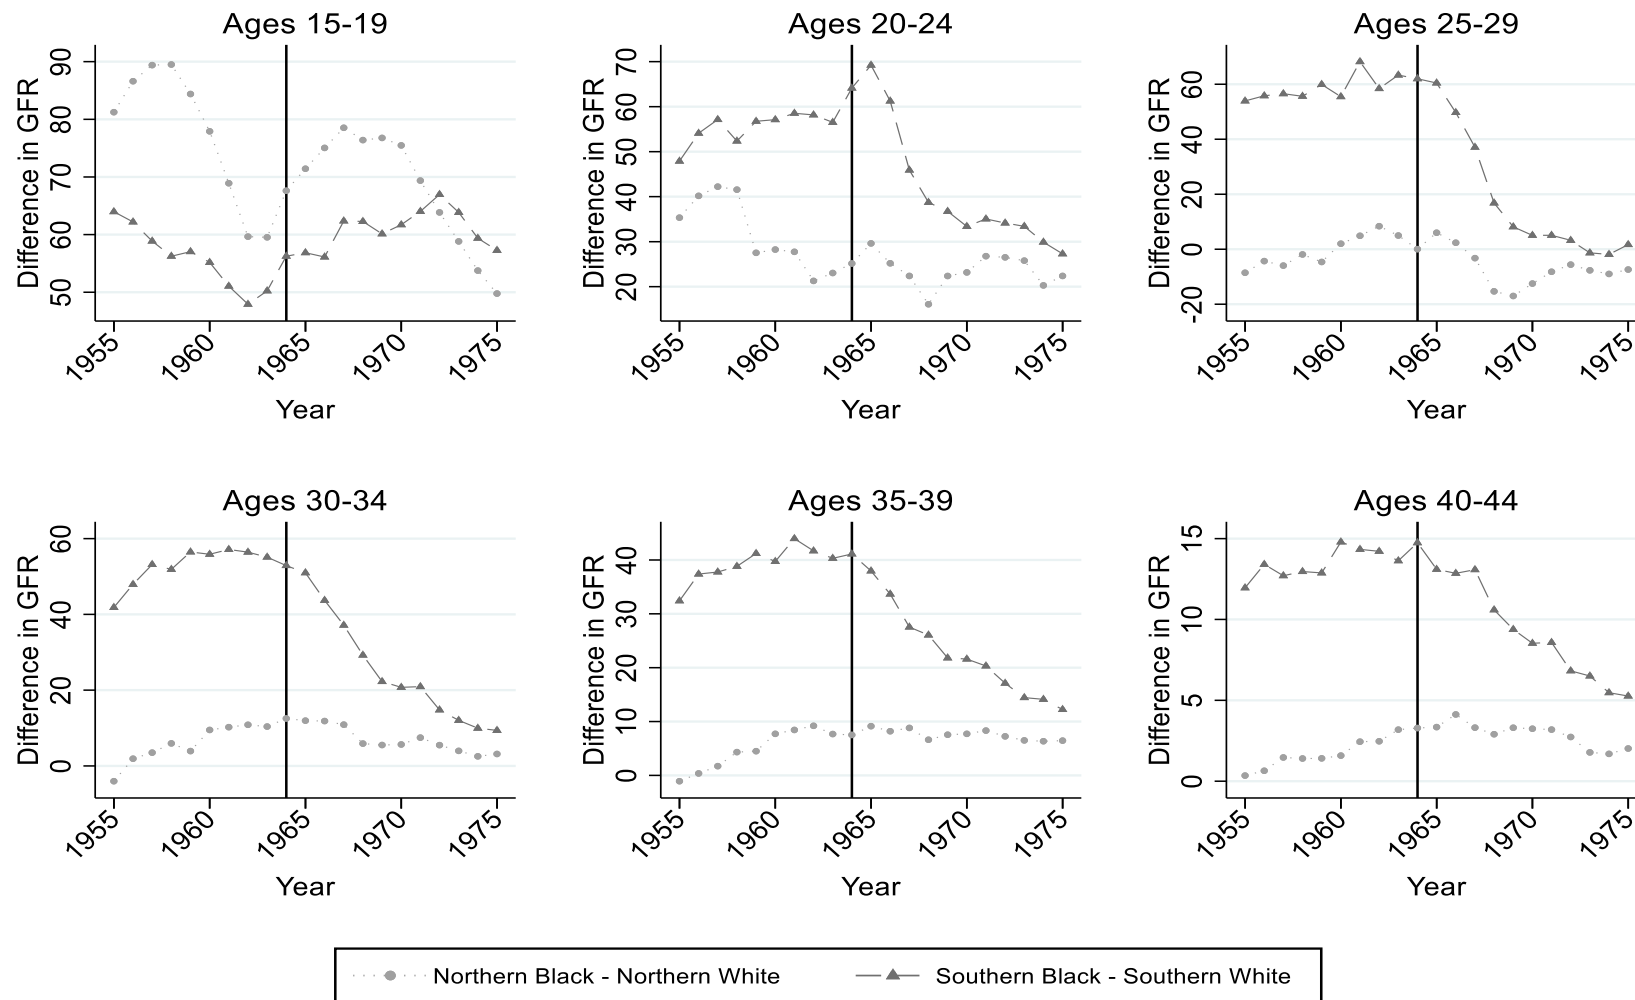 Ages 15-19
Difference in GFR
90
80
70
60
50
1955
1960
1965
1970
1975
Year
Ages 20-24
Difference in GFR
70
60
50
40
30
20
1955
1960
1965
1970
1975
Year
Ages 25-29
Difference in GFR
60
40
20
0
-20
1955
1960
1965
1970
1975
Year
Ages 30-34
Difference in GFR
60
40
20
0
1955
1960
1965
1970
1975
Year
Ages 35-39
Difference in GFR
40
30
20
10
0
1955
1960
1965
1970
1975
Year
Ages 40-44
Difference in GFR
15
10
5
0
1955
1960
1965
1970
1975
Year
Northern Black - Northern White
Southern Black - Southern White